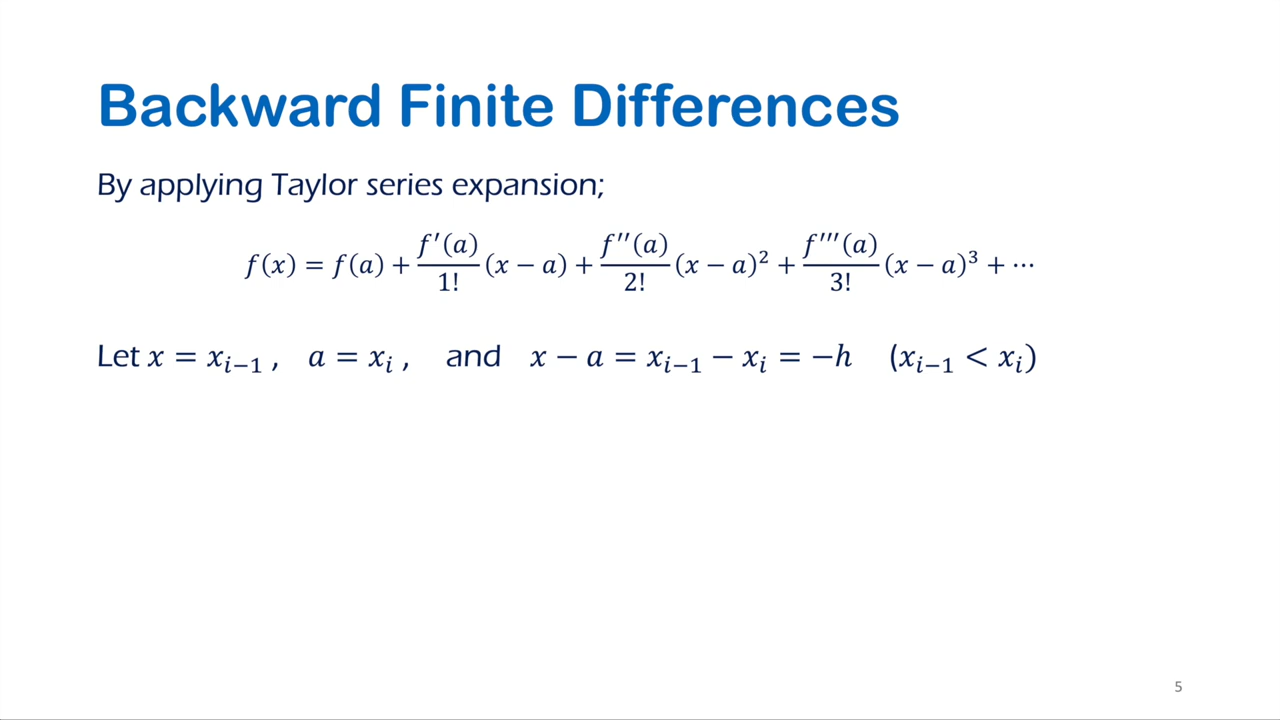 Backward Finite Differences
By applying Taylor series expansion;
f(x) = f(a) + f′(a)/1! (x − a) + f′′(a)/2! (x − a)² + f′′′(a)/3! (x − a)³ + ⋯
Let x = xᵢ₋₁ , a = xᵢ , and x − a = xᵢ₋₁ − xᵢ = −h (xᵢ₋₁ < xᵢ)
5